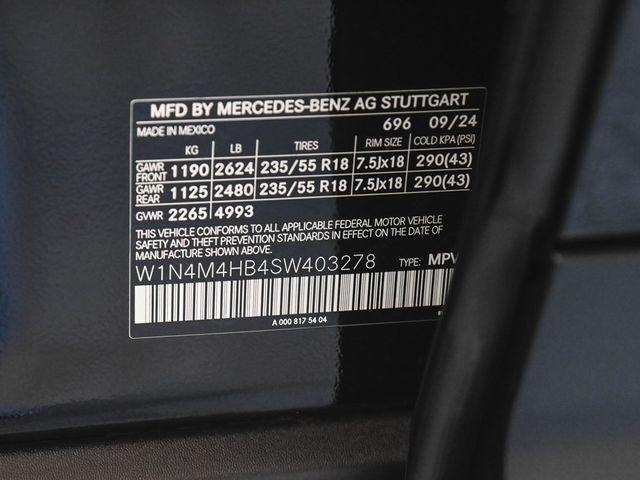 MFD BY MERCEDES-BENZ AG STUTTGART
MADE IN MEXICO 696 09/24
KG LB TIRES RIM SIZE COLD KPA (PSI)
GAWR FRONT 1190 2624 235/55 R18 7.5Jx18 290(43)
GAWR REAR 1125 2480 235/55 R18 7.5Jx18 290(43)
GVWR 2265 4993
THIS VEHICLE CONFORMS TO ALL APPLICABLE FEDERAL MOTOR VEHICLE
SAFETY AND THEFT PREVENTION STANDARDS IN EFFECT ON THE DATE OF
MANUFACTURE SHOWN ABOVE.
W1N4M4HB4SW403278 TYPE: MPV
A 000 817 54 04